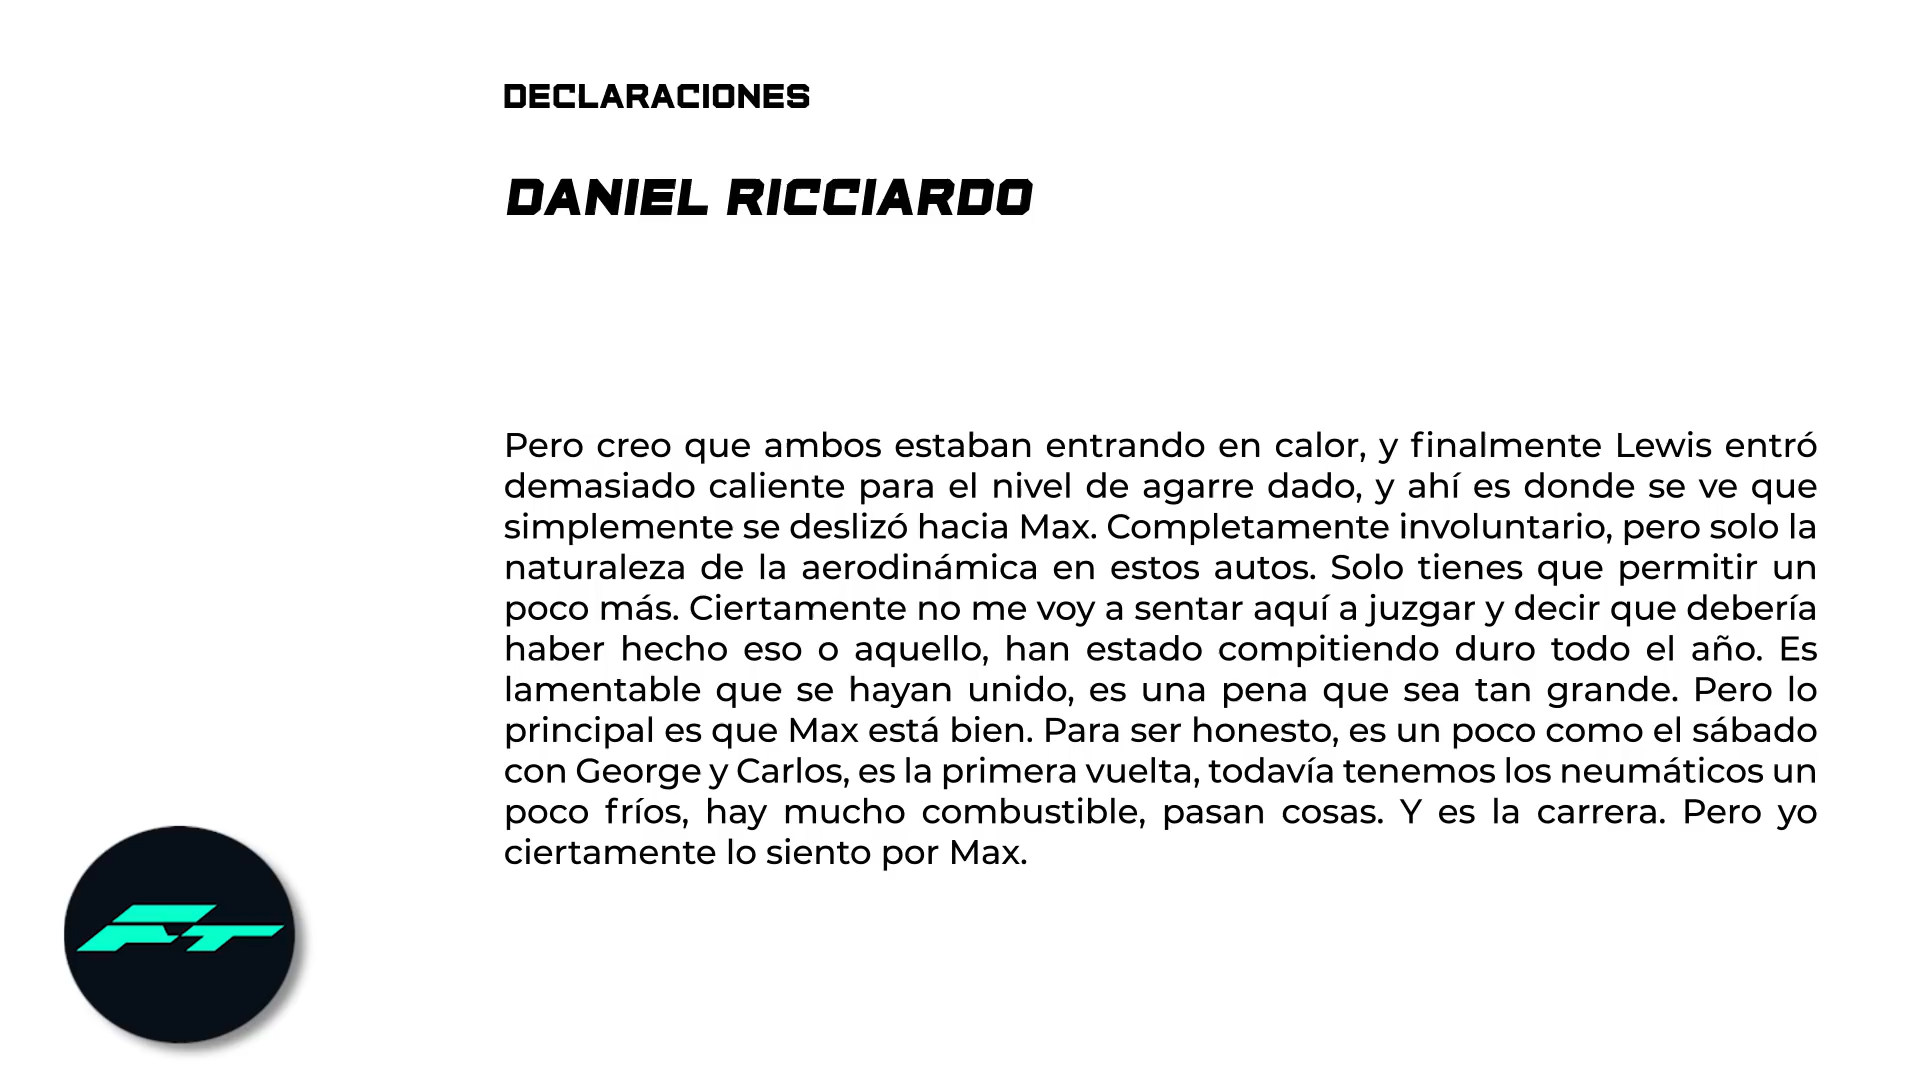 DECLARACIONES
DANIEL RICCIARDO
Pero creo que ambos estaban entrando en calor, y finalmente Lewis entró
demasiado caliente para el nivel de agarre dado, y ahí es donde se ve que
simplemente se deslizó hacia Max. Completamente involuntario, pero solo la
naturaleza de la aerodinámica en estos autos. Solo tienes que permitir un
poco más. Ciertamente no me voy a sentar aquí a juzgar y decir que debería
haber hecho eso o aquello, han estado compitiendo duro todo el año. Es
lamentable que se hayan unido, es una pena que sea tan grande. Pero lo
principal es que Max está bien. Para ser honesto, es un poco como el sábado
con George y Carlos, es la primera vuelta, todavía tenemos los neumáticos un
poco fríos, hay mucho combustible, pasan cosas. Y es la carrera. Pero yo
ciertamente lo siento por Max.
FT